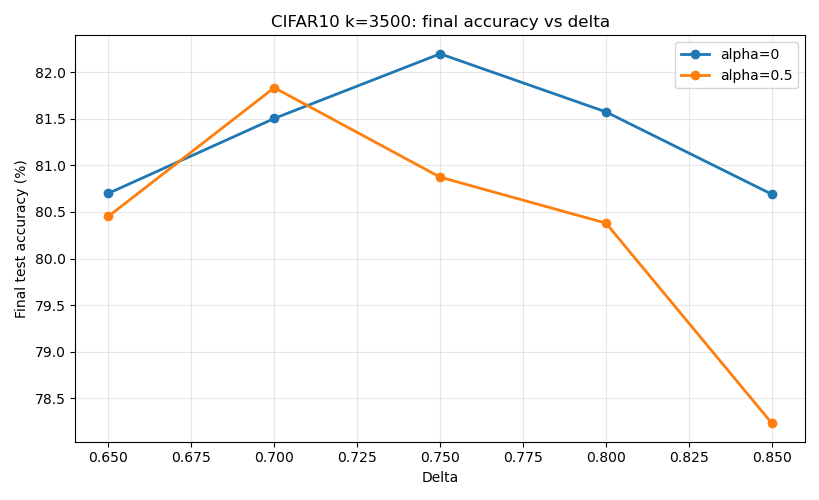 CIFAR10 k=3500: final accuracy vs delta
alpha=0
alpha=0.5
Final test accuracy (%)
82.0
81.5
81.0
80.5
80.0
79.5
79.0
78.5
0.650 0.675 0.700 0.725 0.750 0.775 0.800 0.825 0.850
Delta